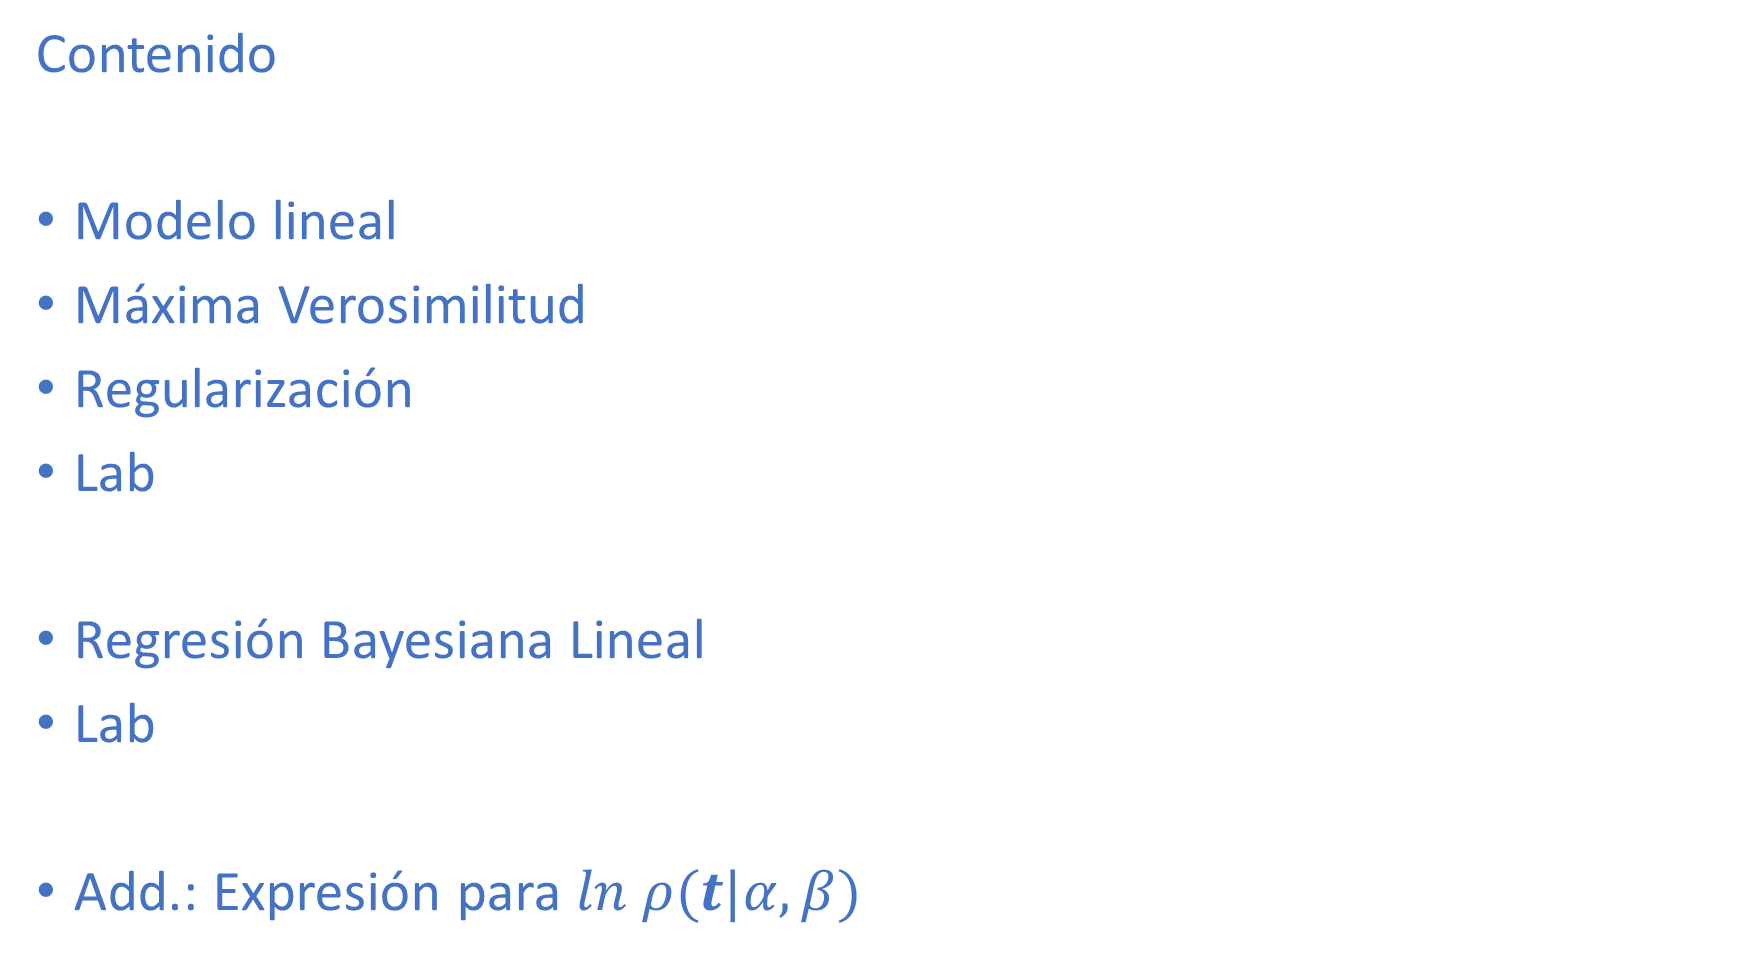 Contenido
• Modelo lineal
• Máxima Verosimilitud
• Regularización
• Lab
• Regresión Bayesiana Lineal
• Lab
• Add.: Expresión para 𝑙𝑛 𝜌(𝒕|𝛼, 𝛽)